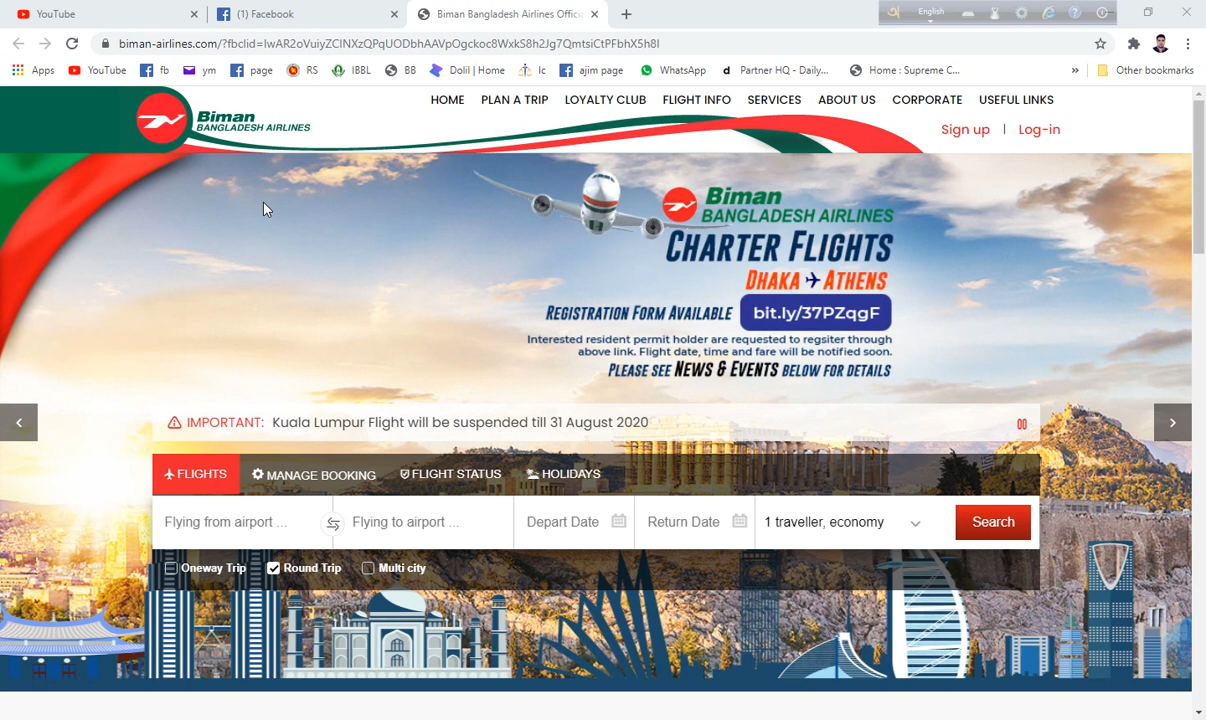 YouTube
(1) Facebook
Biman Bangladesh Airlines Offici
English
biman-airlines.com/?fbclid=IwAR2oVuiyZCINXzQPqUODbhAAVpOgckoc8WxkS8h2Jg7QmtsiCtPFbhX5h8I
Apps
YouTube
fb
ym
page
RS
IBBL
BB
Dolil | Home
lc
ajim page
WhatsApp
Partner HQ - Daily...
Home : Supreme C...
»
Other bookmarks
Biman
BANGLADESH AIRLINES
HOME
PLAN A TRIP
LOYALTY CLUB
FLIGHT INFO
SERVICES
ABOUT US
CORPORATE
USEFUL LINKS
Sign up | Log-in
Biman
BANGLADESH AIRLINES
CHARTER FLIGHTS
DHAKA ATHENS
REGISTRATION FORM AVAILABLE bit.ly/37PZqgF
Interested resident permit holder are requested to regsiter through
above link. Flight date, time and fare will be notified soon.
PLEASE SEE NEWS & EVENTS BELOW FOR DETAILS
IMPORTANT: Kuala Lumpur Flight will be suspended till 31 August 2020
FLIGHTS
MANAGE BOOKING
FLIGHT STATUS
HOLIDAYS
Flying from airport ...
Flying to airport ...
Depart Date
Return Date
1 traveller, economy
Search
Oneway Trip
Round Trip
Multi city